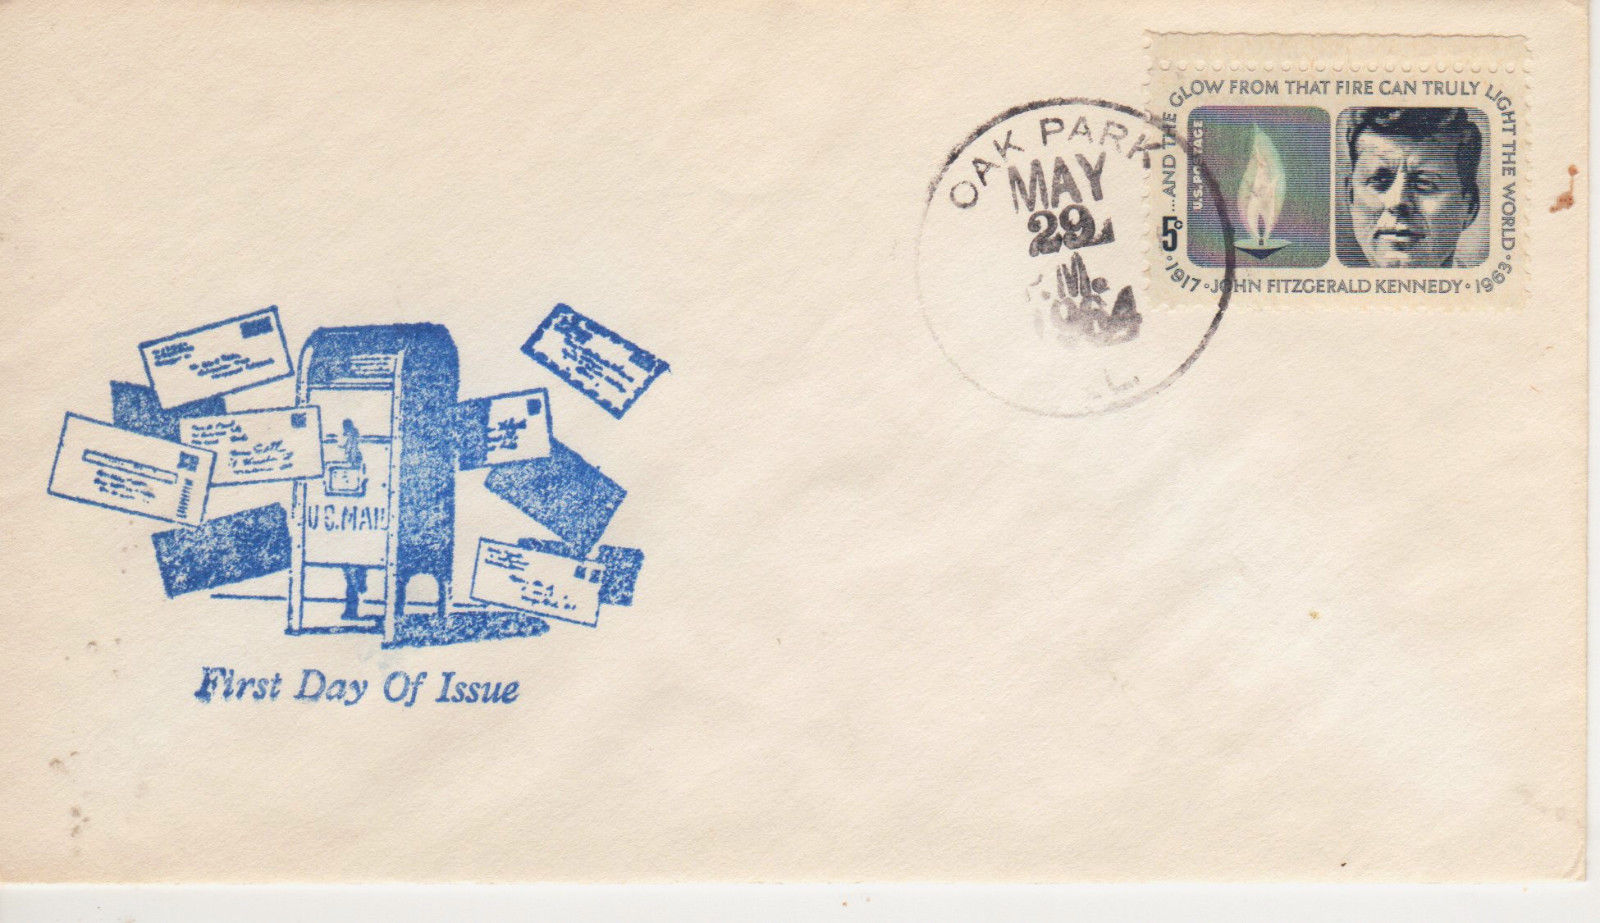 ...AND THE GLOW FROM THAT FIRE CAN TRULY LIGHT THE WORLD
U.S. POSTAGE
5c
•1917•JOHN FITZGERALD KENNEDY•1963•
OAK PARK
MAY
29
.M.
1964
U.S.MAIL
First Day Of Issue